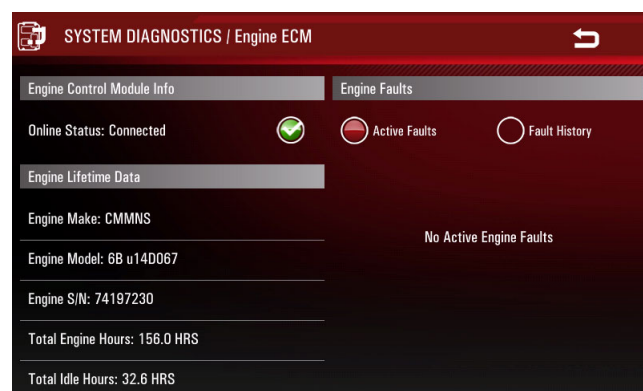 SYSTEM DIAGNOSTICS / Engine ECM
Engine Control Module Info
Online Status: Connected
Engine Lifetime Data
Engine Make: CMMNS
Engine Model: 6B u14D067
Engine S/N: 74197230
Total Engine Hours: 156.0 HRS
Total Idle Hours: 32.6 HRS
Engine Faults
Active Faults
Fault History
No Active Engine Faults